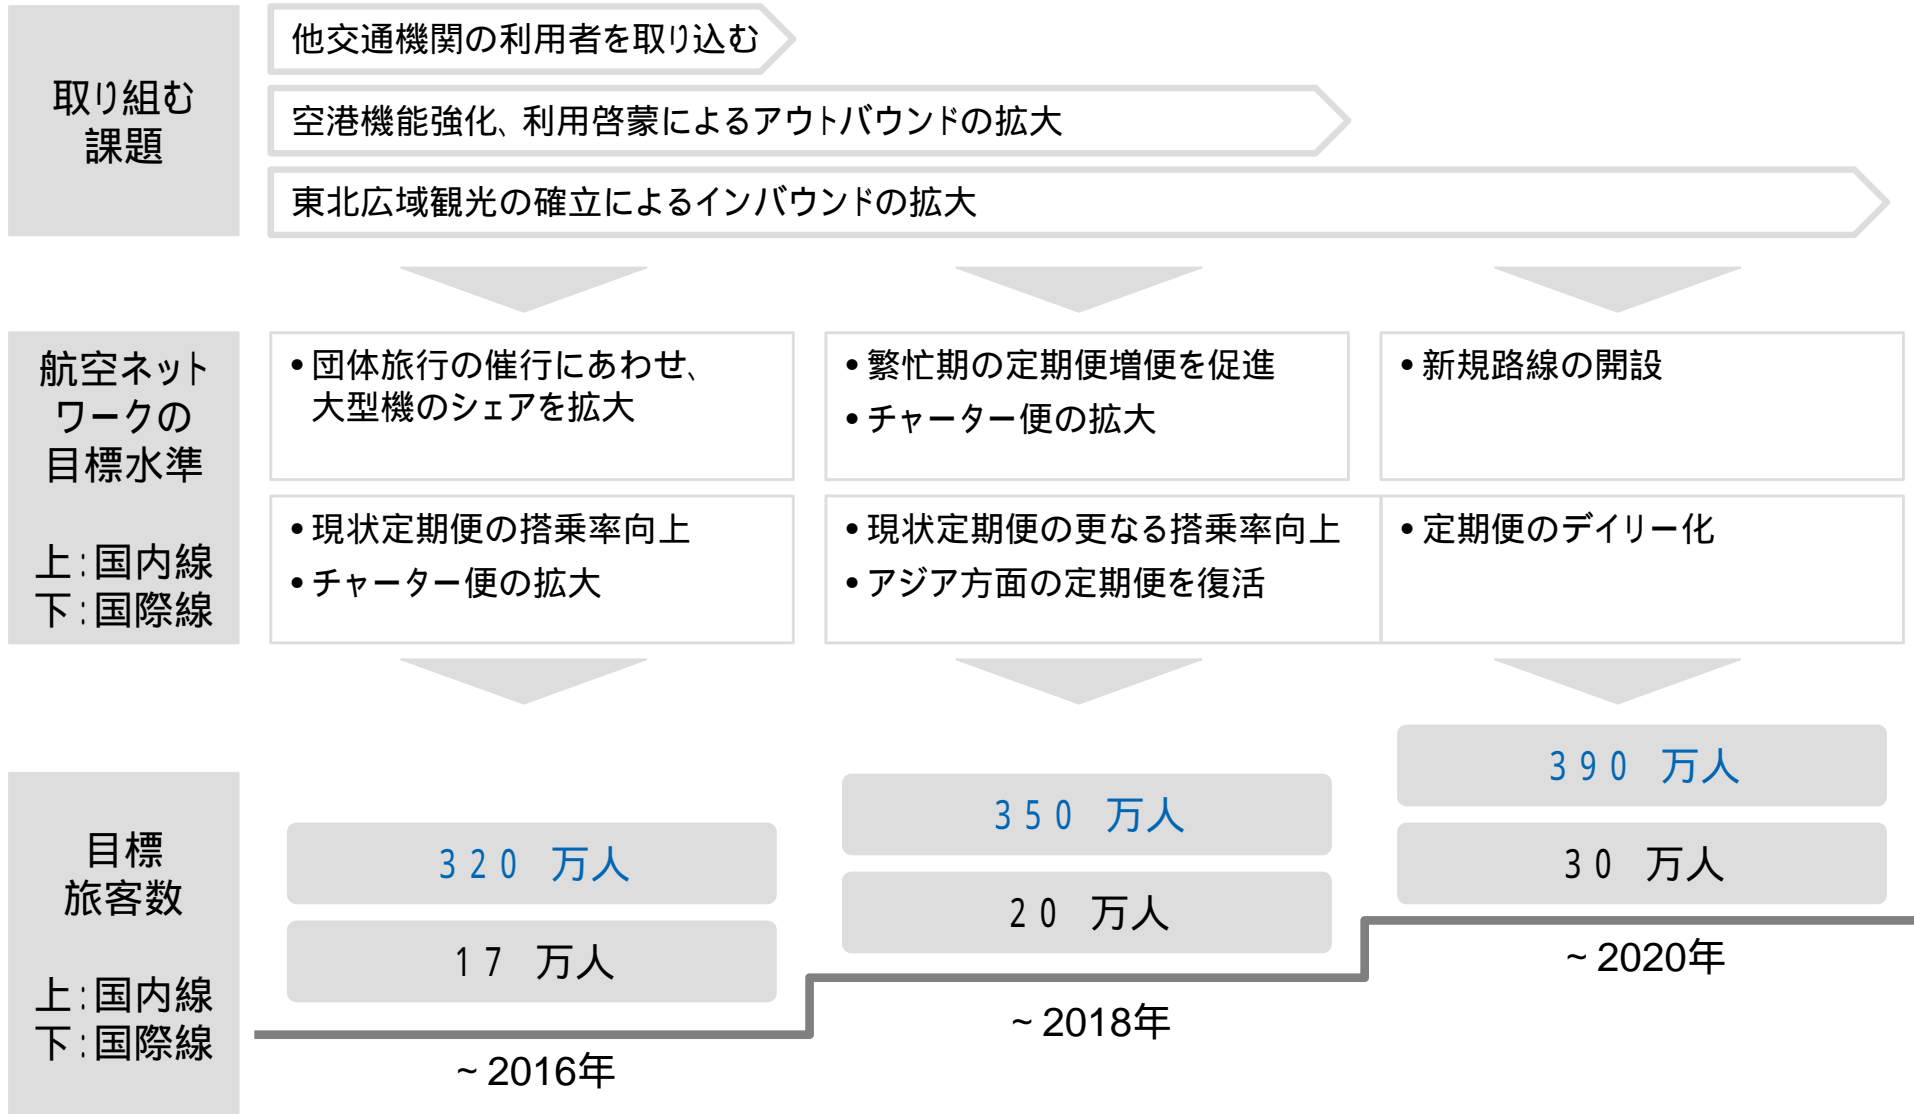 取り組む
課題
他交通機関の利用者を取り込む
空港機能強化、利用啓蒙によるアウトバウンドの拡大
東北広域観光の確立によるインバウンドの拡大
航空ネット
ワークの
目標水準
上:国内線
下:国際線
•団体旅行の催行にあわせ、
大型機のシェアを拡大
•繁忙期の定期便増便を促進
•チャーター便の拡大
•新規路線の開設
•現状定期便の搭乗率向上
•チャーター便の拡大
•現状定期便の更なる搭乗率向上
•アジア方面の定期便を復活
•定期便のデイリー化
目標
旅客数
上:国内線
下:国際線
320 万人
17 万人
~2016年
350 万人
20 万人
~2018年
390 万人
30 万人
~2020年